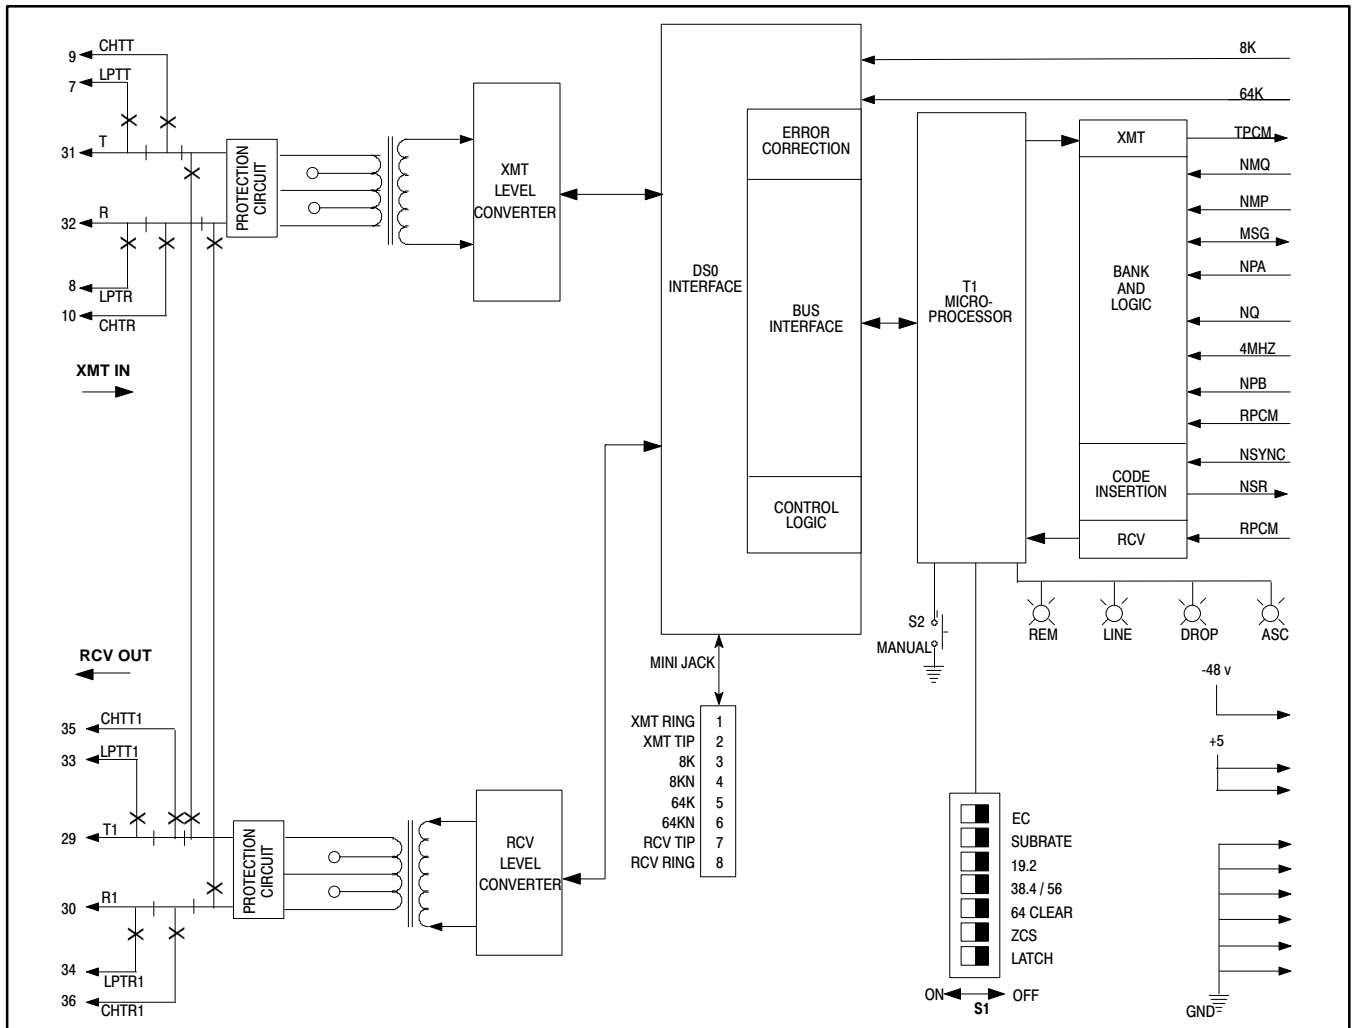 9 CHTT
7 LPTT
31 T
32 R
8 LPTR
10 CHTR
XMT IN
PROTECTION
CIRCUIT
XMT
LEVEL
CONVERTER
DS0
INTERFACE
ERROR
CORRECTION
BUS
INTERFACE
CONTROL
LOGIC
T1
MICRO-
PROCESSOR
XMT
BANK
AND
LOGIC
CODE
INSERTION
RCV
8K
64K
TPCM
NMQ
NMP
MSG
NPA
NQ
4MHZ
NPB
RPCM
NSYNC
NSR
RPCM
REM LINE DROP ASC
S2
MANUAL
RCV OUT
35 CHTT1
33 LPTT1
29 T1
30 R1
34 LPTR1
36 CHTR1
PROTECTION
CIRCUIT
RCV
LEVEL
CONVERTER
MINI JACK
XMT RING 1
XMT TIP 2
8K 3
8KN 4
64K 5
64KN 6
RCV TIP 7
RCV RING 8
EC
SUBRATE
19.2
38.4 / 56
64 CLEAR
ZCS
LATCH
ON OFF
S1
-48 v
+5
GND